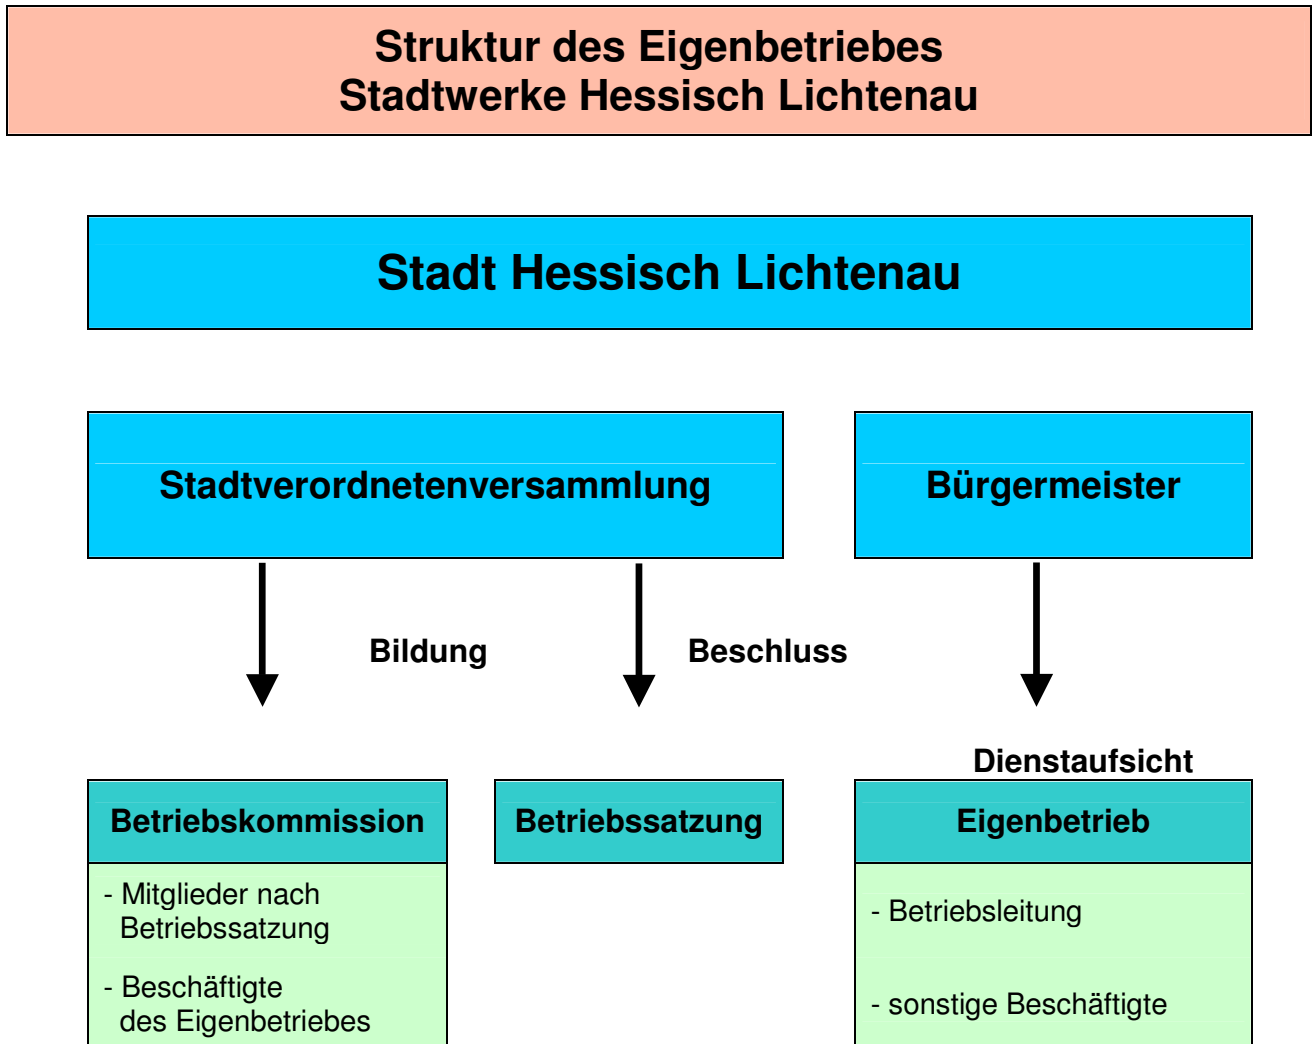 Struktur des Eigenbetriebes
Stadtwerke Hessisch Lichtenau
Stadt Hessisch Lichtenau
Stadtverordnetenversammlung
Bürgermeister
Bildung
Beschluss
Dienstaufsicht
Betriebskommission
- Mitglieder nach
Betriebssatzung
- Beschäftigte
des Eigenbetriebes
Betriebssatzung
Eigenbetrieb
- Betriebsleitung
- sonstige Beschäftigte